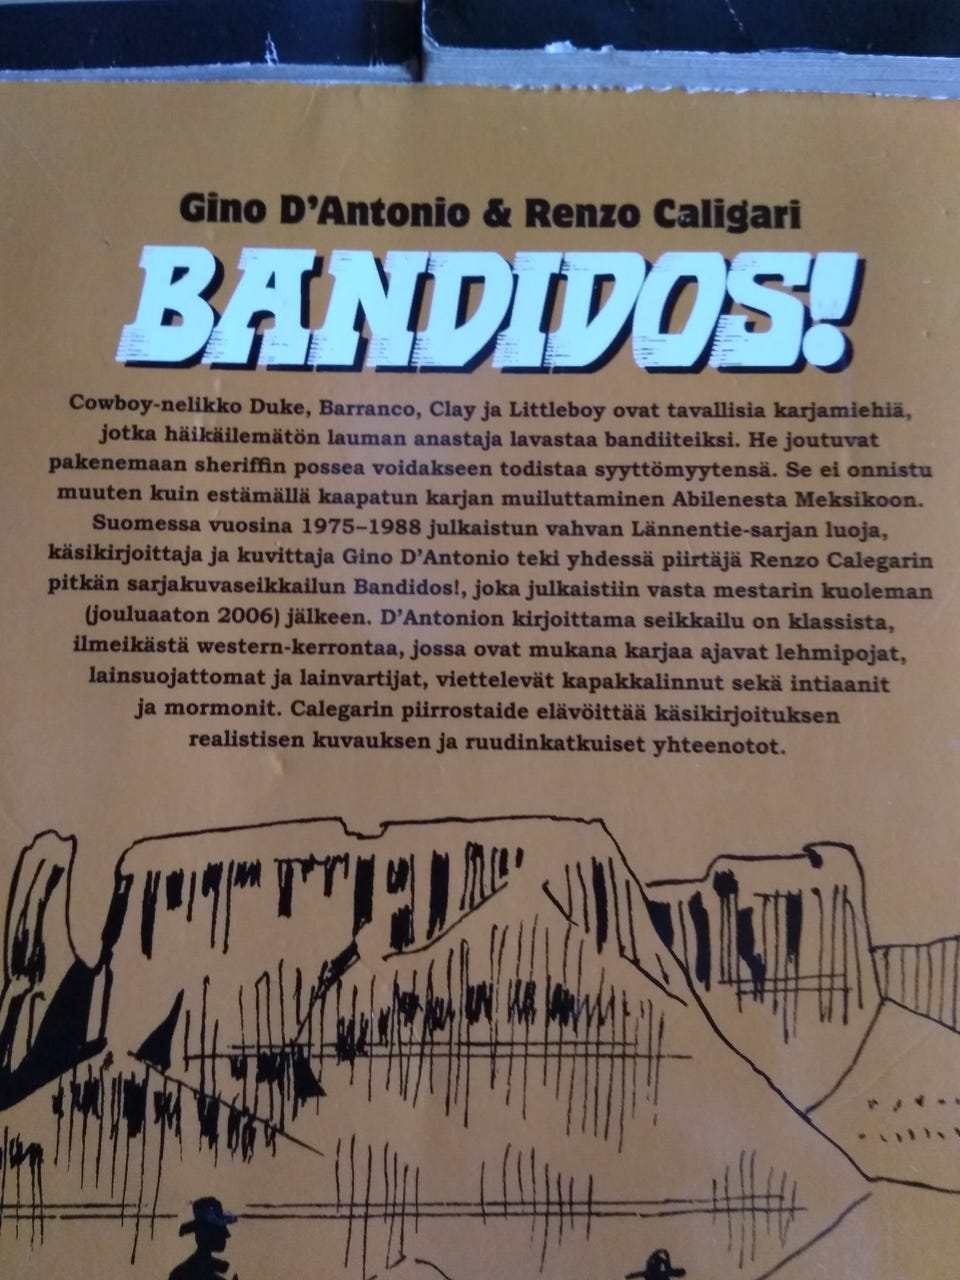 Gino D'Antonio & Renzo Caligari
BANDIDOS!
Cowboy-nelikko Duke, Barranco, Clay ja Littleboy ovat tavallisia karjamiehiä,
jotka häikäilemätön lauman anastaja lavastaa bandiiteiksi. He joutuvat
pakenemaan sheriffin possea voidakseen todistaa syyttömyytensä. Se ei onnistu
muuten kuin estämällä kaapatun karjan muiluttaminen Abilenesta Meksikoon.
Suomessa vuosina 1975–1988 julkaistun vahvan Lännentie-sarjan luoja,
käsikirjoittaja ja kuvittaja Gino D'Antonio teki yhdessä piirtäjä Renzo Calegarin
pitkän sarjakuvaseikkailun Bandidos!, joka julkaistiin vasta mestarin kuoleman
(jouluaaton 2006) jälkeen. D'Antonion kirjoittama seikkailu on klassista,
ilmeikästä western-kerrontaa, jossa ovat mukana karjaa ajavat lehmipojat,
lainsuojattomat ja lainvartijat, viettelevät kapakkalinnut sekä intiaanit
ja mormonit. Calegarin piirrostaide elävöittää käsikirjoituksen
realistisen kuvauksen ja ruudinkatkuiset yhteenotot.